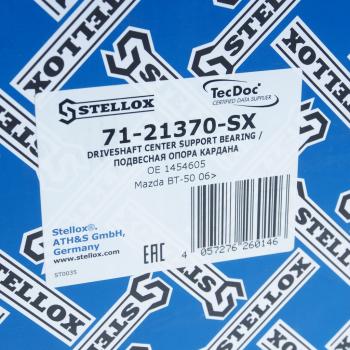 STELLOX
TecDoc
CERTIFIED DATA SUPPLIER
71-21370-SX
DRIVESHAFT CENTER SUPPORT BEARING /
ПОДВЕСНАЯ ОПОРА КАРДАНА
OE 1454605
Mazda BT-50 06>
Stellox®,
ATH&S GmbH,
Germany
www.stellox.com
ST0035
EAC
4 057276 260146